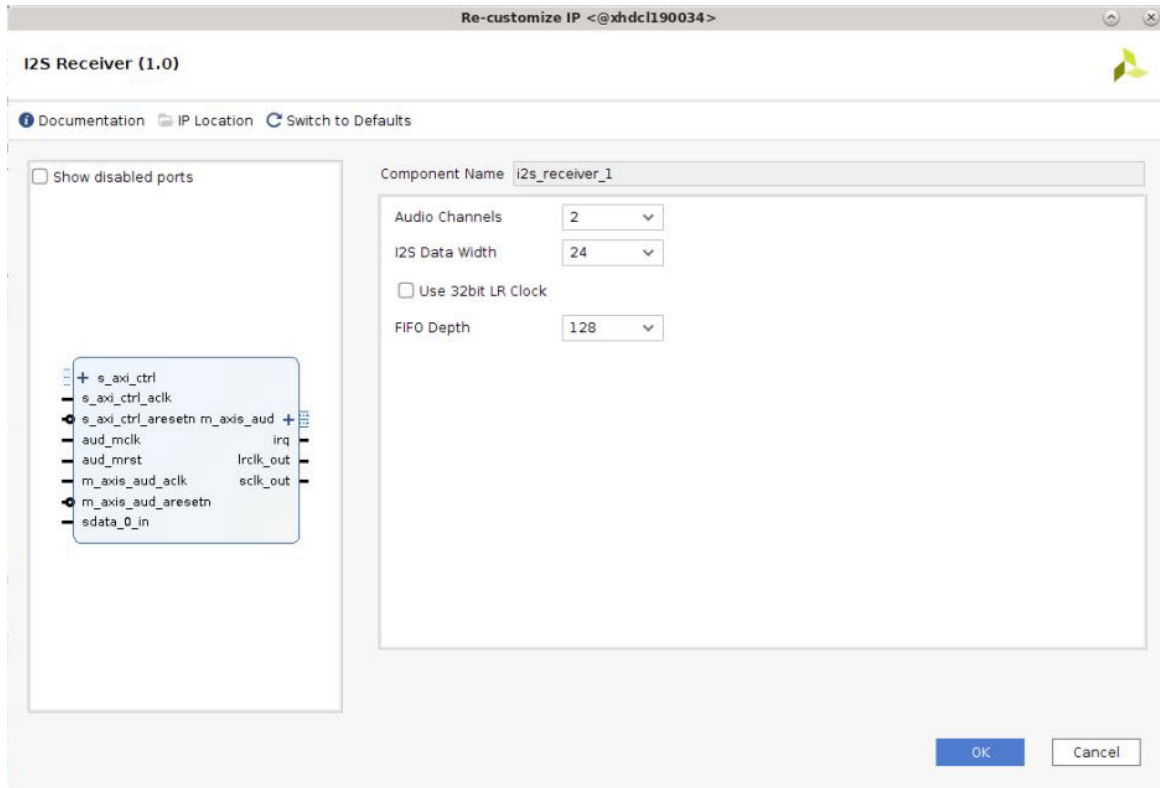 Re-customize IP <@xhdcl190034>
I2S Receiver (1.0)
Documentation IP Location Switch to Defaults
Show disabled ports
s_axi_ctrl
s_axi_ctrl_aclk
s_axi_ctrl_aresetn m_axis_aud
aud_mclk irq
aud_mrst lrclk_out
m_axis_aud_aclk sclk_out
m_axis_aud_aresetn
sdata_0_in
Component Name i2s_receiver_1
Audio Channels 2
I2S Data Width 24
Use 32bit LR Clock
FIFO Depth 128
OK Cancel